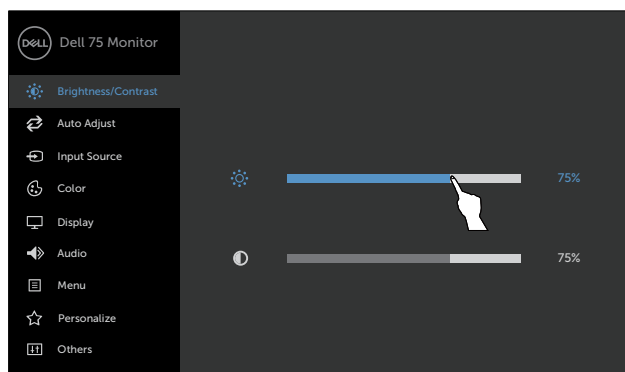 DELL Dell 75 Monitor
Brightness/Contrast
Auto Adjust
Input Source
Color
75%
Display
Audio
75%
Menu
Personalize
Others